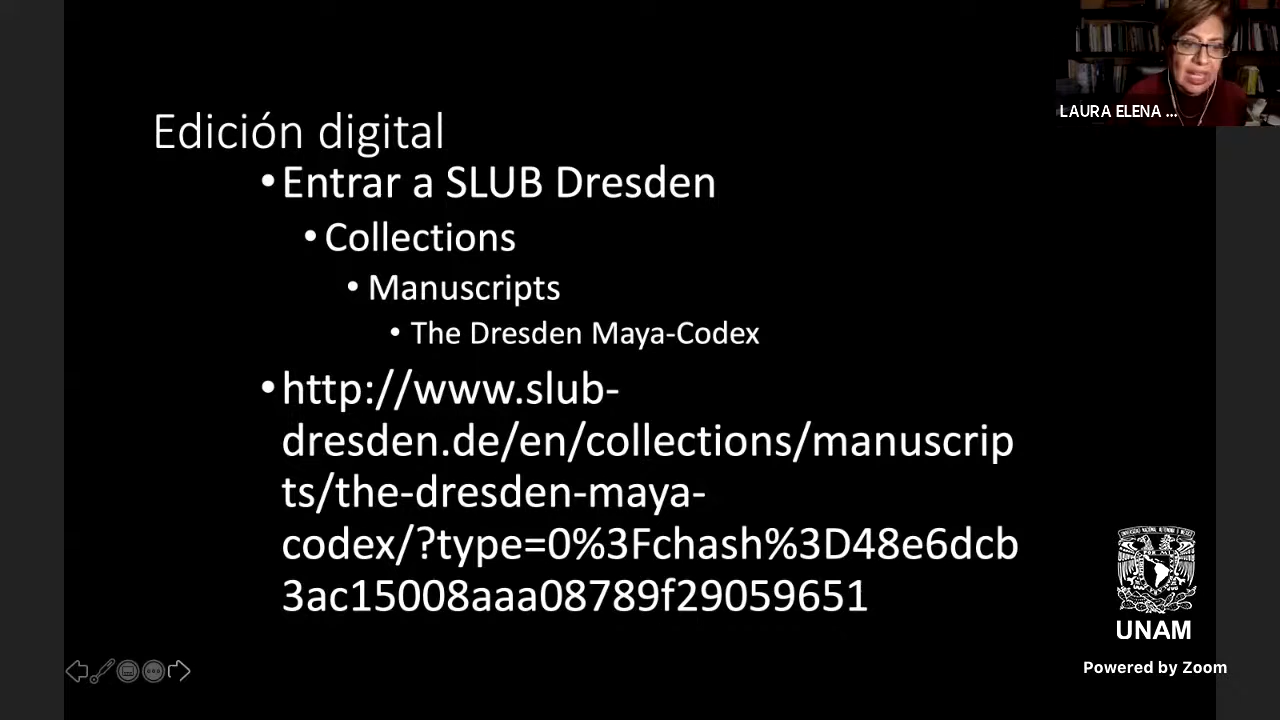 LAURA ELENA ...
Edición digital
•Entrar a SLUB Dresden
• Collections
• Manuscripts
• The Dresden Maya-Codex
•http://www.slub-
dresden.de/en/collections/manuscrip
ts/the-dresden-maya-
codex/?type=0%3Fchash%3D48e6dcb
3ac15008aaa08789f29059651
UNAM
Powered by Zoom